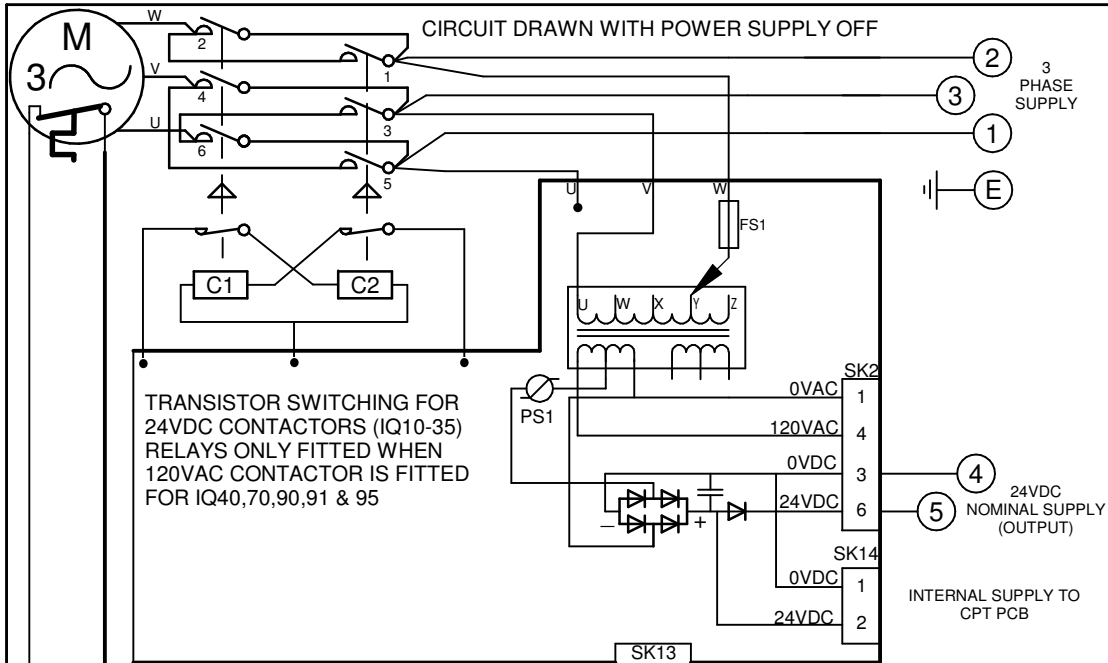 CIRCUIT DRAWN WITH POWER SUPPLY OFF
M
3
W
V
U
2
4
6
1
3
5
2
3
1
E
3
PHASE
SUPPLY
U
V
W
FS1
C1
C2
U W X Y Z
PS1
TRANSISTOR SWITCHING FOR
24VDC CONTACTORS (IQ10-35)
RELAYS ONLY FITTED WHEN
120VAC CONTACTOR IS FITTED
FOR IQ40,70,90,91 & 95
SK2
0VAC 1
120VAC 4
0VDC 3
24VDC 6
4
5
24VDC
NOMINAL SUPPLY
(OUTPUT)
− +
SK14
0VDC 1
24VDC 2
INTERNAL SUPPLY TO
CPT PCB
SK13